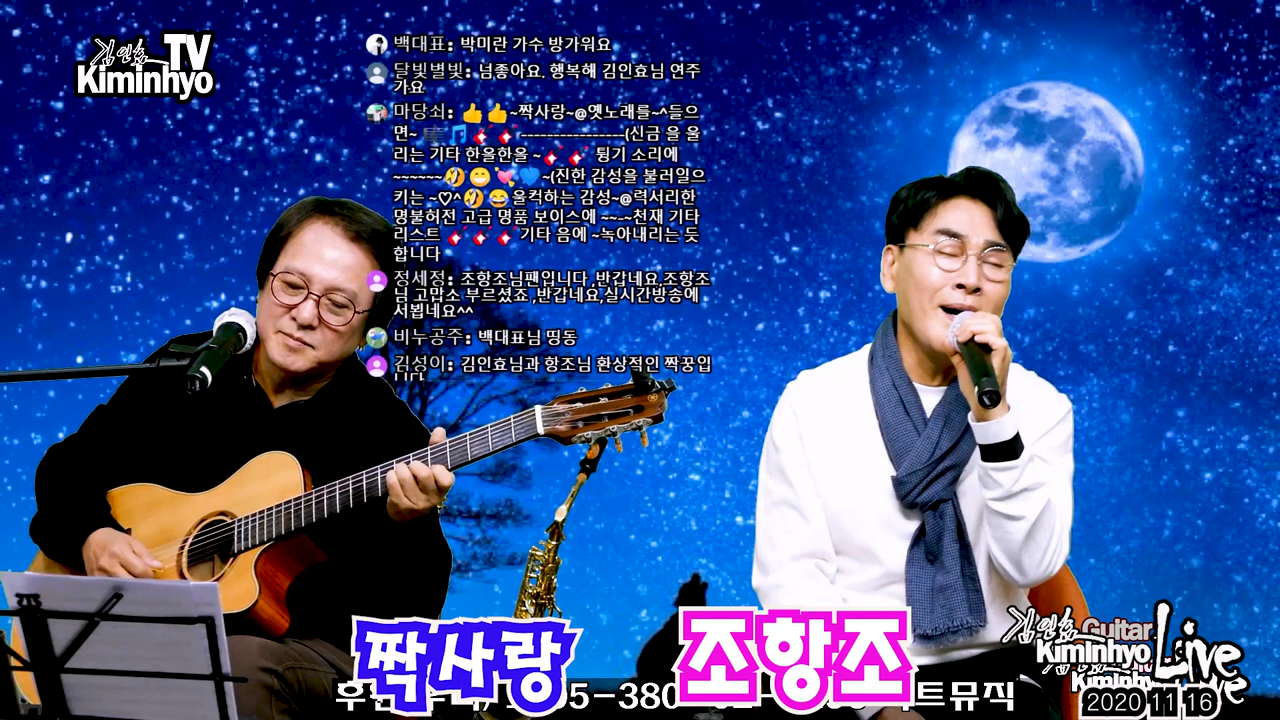 김인효 TV
Kiminhyo
백대표: 박미란 가수 방가워요
달빛별빛: 넘좋아요. 행복해 김인효님 연주
가요
마당쇠: 👍👍~짝사랑~@옛노래를~^들으
면~ 🎼🎵🎸🎸----------------(신금 을 울
리는 기타 한올한올 ~🎸🎸 튕기 소리에
~~~~~~🤣😁💘💙~(진한 감성을 불러일으
키는 ~♡^🤣😂울컥하는 감성~@력서리한
명불허전 고급 명품 보이스에 ~~-~천재 기타
리스트 🎸🎸🎸기타 음에 ~녹아내리는 듯
합니다
정세정: 조항조님팬입니다 ,반갑네요.조항조
님 고맙소 부르셨죠 ,반갑네요,실시간방송에
서뵙네요^^
비누공주: 백대표님 띵동
김성이: 김인효님과 항조님 환상적인 짝꿍입
니다
짝사랑
조항조
김인효 Guitar
Kiminhyo Live
2020 11 16